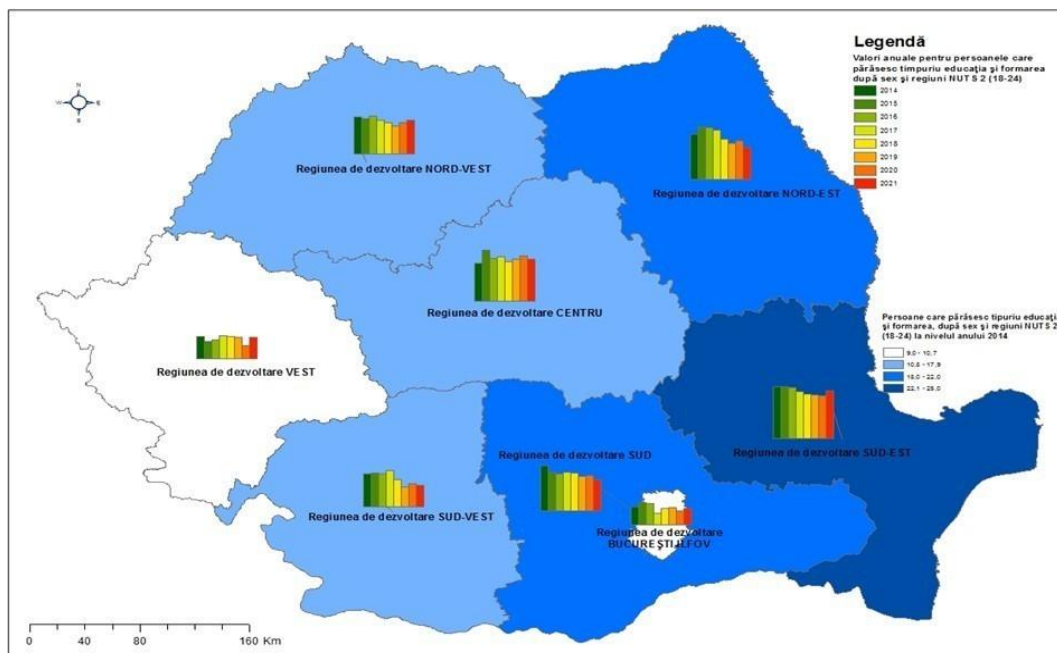 Legendă
Valori anuale pentru persoanele care
părăsesc timpuriu educația și formarea
după sex și regiuni NUTS 2 (18-24)
2014
2015
2016
2017
2018
2019
2020
2021
N
W
E
S
Regiunea de dezvoltare NORD-VEST
Regiunea de dezvoltare NORD-EST
Regiunea de dezvoltare CENTRU
Persoane care părăsesc tipuriu educați
și formarea, după sex și regiuni NUTS 2
(18-24) la nivelul anului 2014
9,0 - 10,7
10,8 - 17,9
18,0 - 22,0
22,1 - 25,0
Regiunea de dezvoltare VEST
Regiunea de dezvoltare SUD-EST
Regiunea de dezvoltare SUD
Regiunea de dezvoltare SUD-VEST
Regiunea de dezvoltare
BUCUREȘTI-ILFOV
0 40 80 160 Km